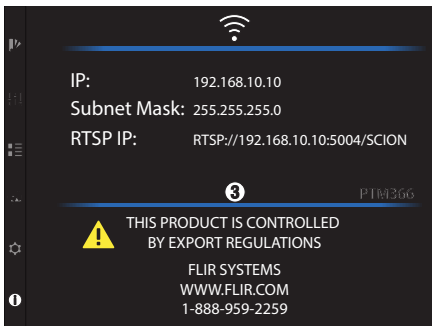 IP: 192.168.10.10
Subnet Mask: 255.255.255.0
RTSP IP: RTSP://192.168.10.10:5004/SCION
3 PTM366
THIS PRODUCT IS CONTROLLED
BY EXPORT REGULATIONS
FLIR SYSTEMS
WWW.FLIR.COM
1-888-959-2259